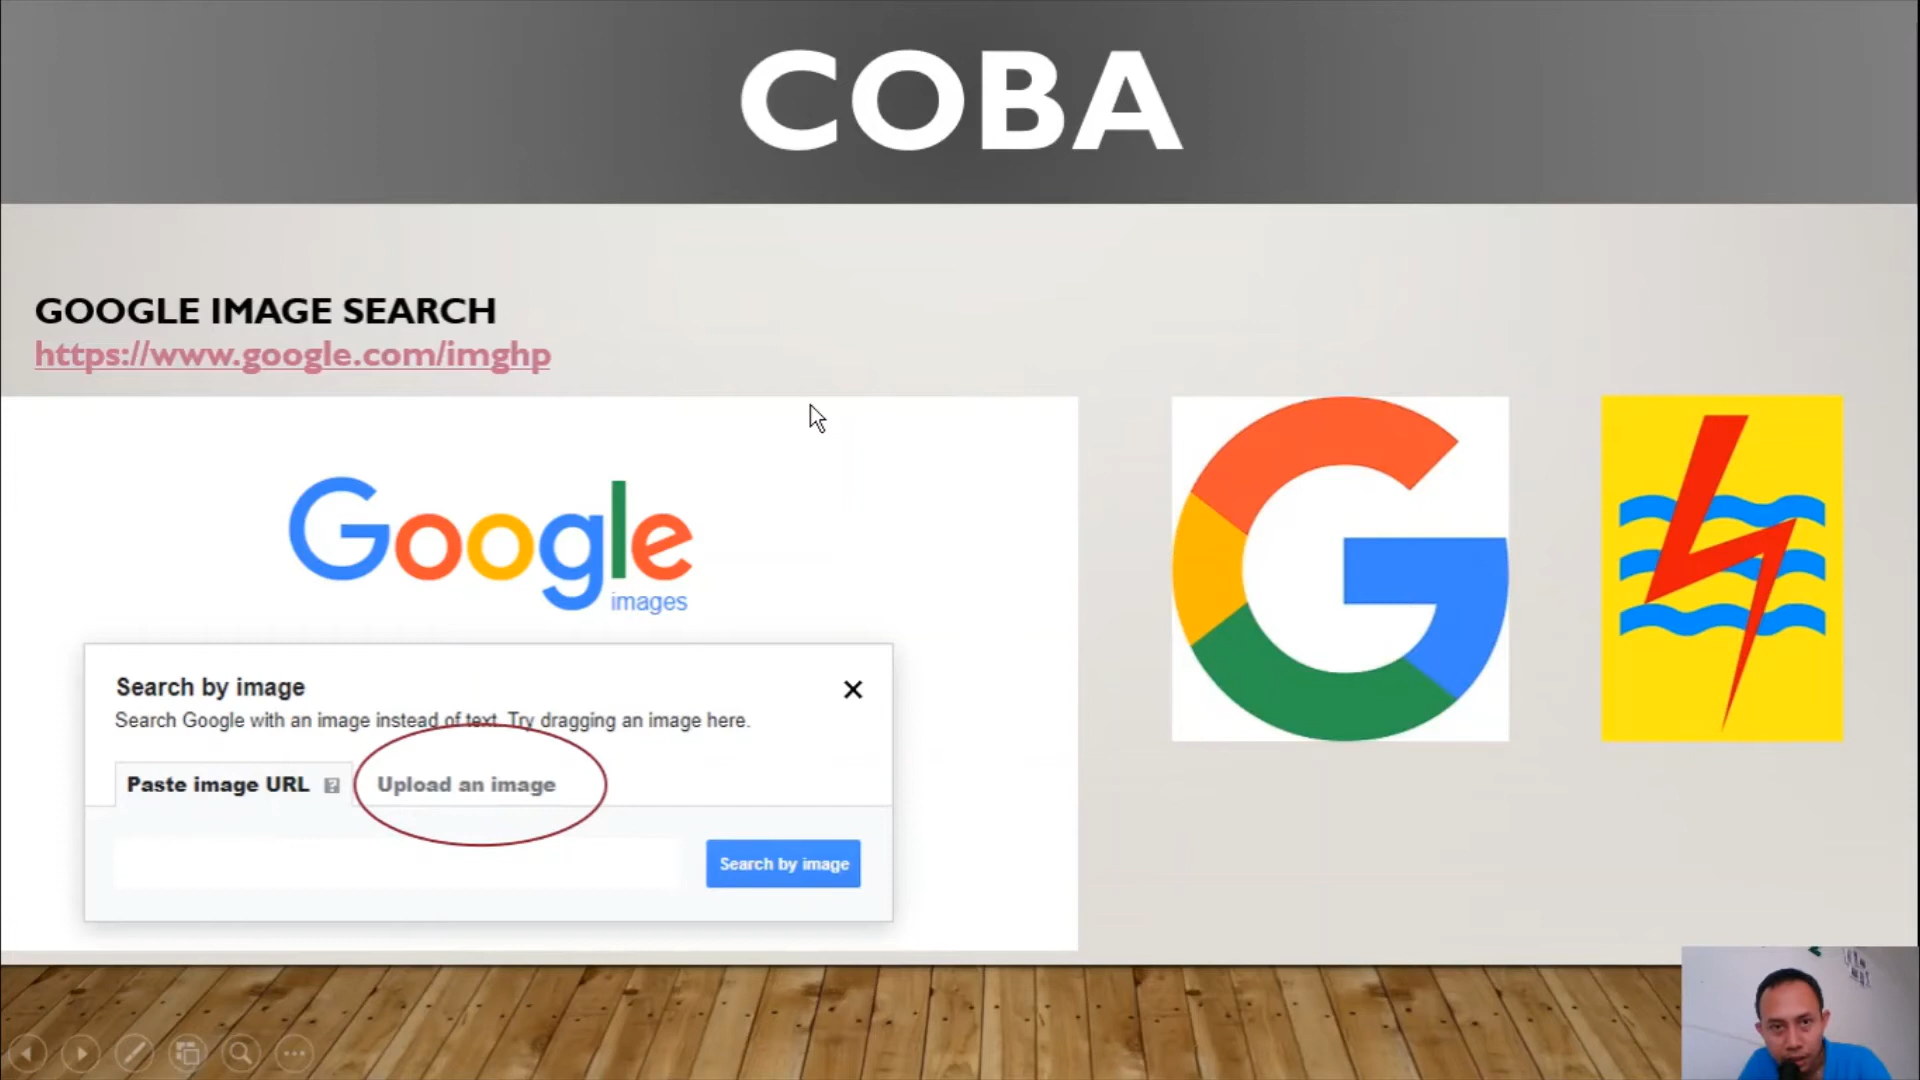 COBA
GOOGLE IMAGE SEARCH
https://www.google.com/imghp
Google
images
Search by image
Search Google with an image instead of text. Try dragging an image here.
Paste image URL ?
Upload an image
Search by image
G